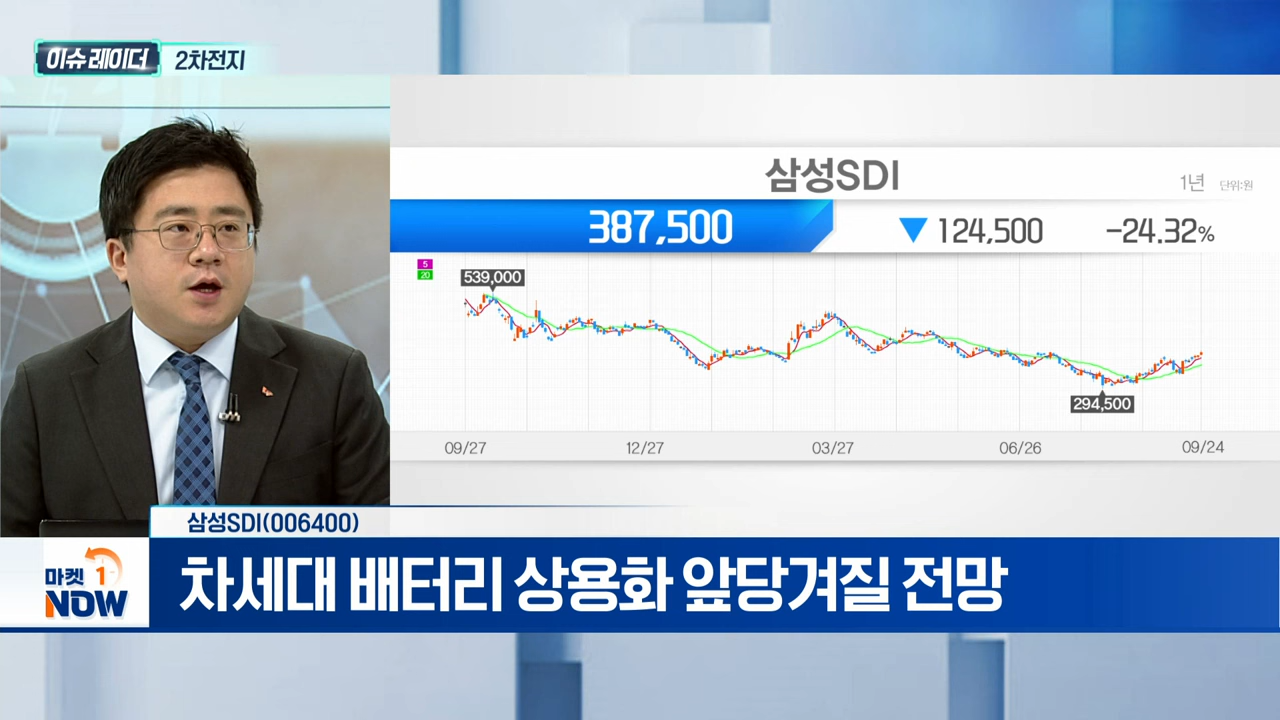 이슈 레이더 2차전지
삼성SDI
1년 단위:원
387,500 ▼ 124,500 -24.32%
5
20
539,000
294,500
09/27 12/27 03/27 06/26 09/24
삼성SDI(006400)
마켓 1
NOW
차세대 배터리 상용화 앞당겨질 전망